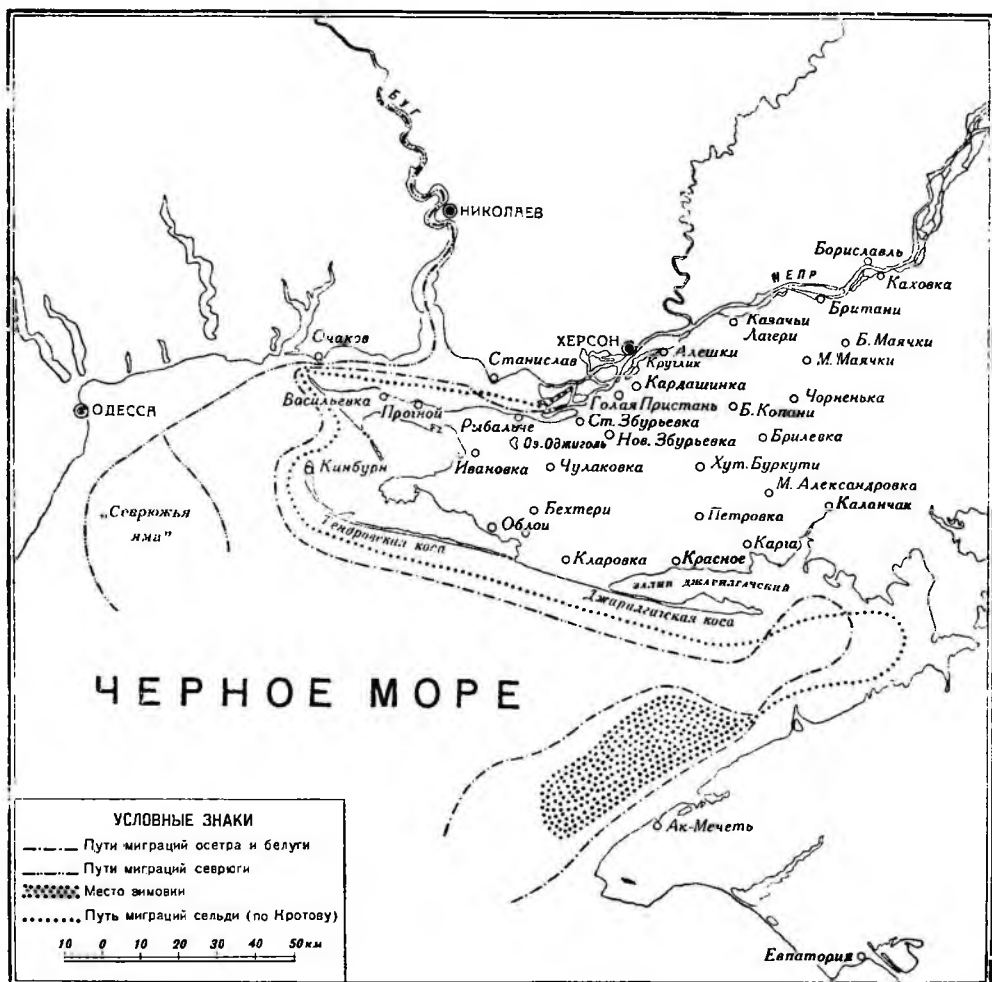 БУГ
НИКОЛАЕВ
Бориславль
НЕПР
Каховка
Британи
Казачьи
Лагери
Б. Маячки
М. Маячки
ХЕРСОН
Алешки
Круглик
Очаков
Станислав
Кардашинка
Голая Пристань
Чорненька
Б. Копани
ОДЕССА
Васильевка
Прогной
Рыбальче
Ст. Збурьевка
Оз. Оджиголь
Нов. Збурьевка
Брилевка
Кинбурн
Ивановка
Чулаковка
Хут. Буркути
М. Александровка
„Севрюжья
яма"
Бехтери
Облои
Петровка
Каланчак
Тендровская коса
Карга
Кларовка
Красное
ЗАЛИВ ДЖАРИЛГАЧСКИЙ
Джарилгачская коса
ЧЕРНОЕ МОРЕ
Ак-Мечеть
Евпатория
УСЛОВНЫЕ ЗНАКИ
Пути миграций осетра и белуги
Пути миграций севрюги
Место зимовки
Путь миграций сельди (по Кротову)
10 0 10 20 30 40 50 км